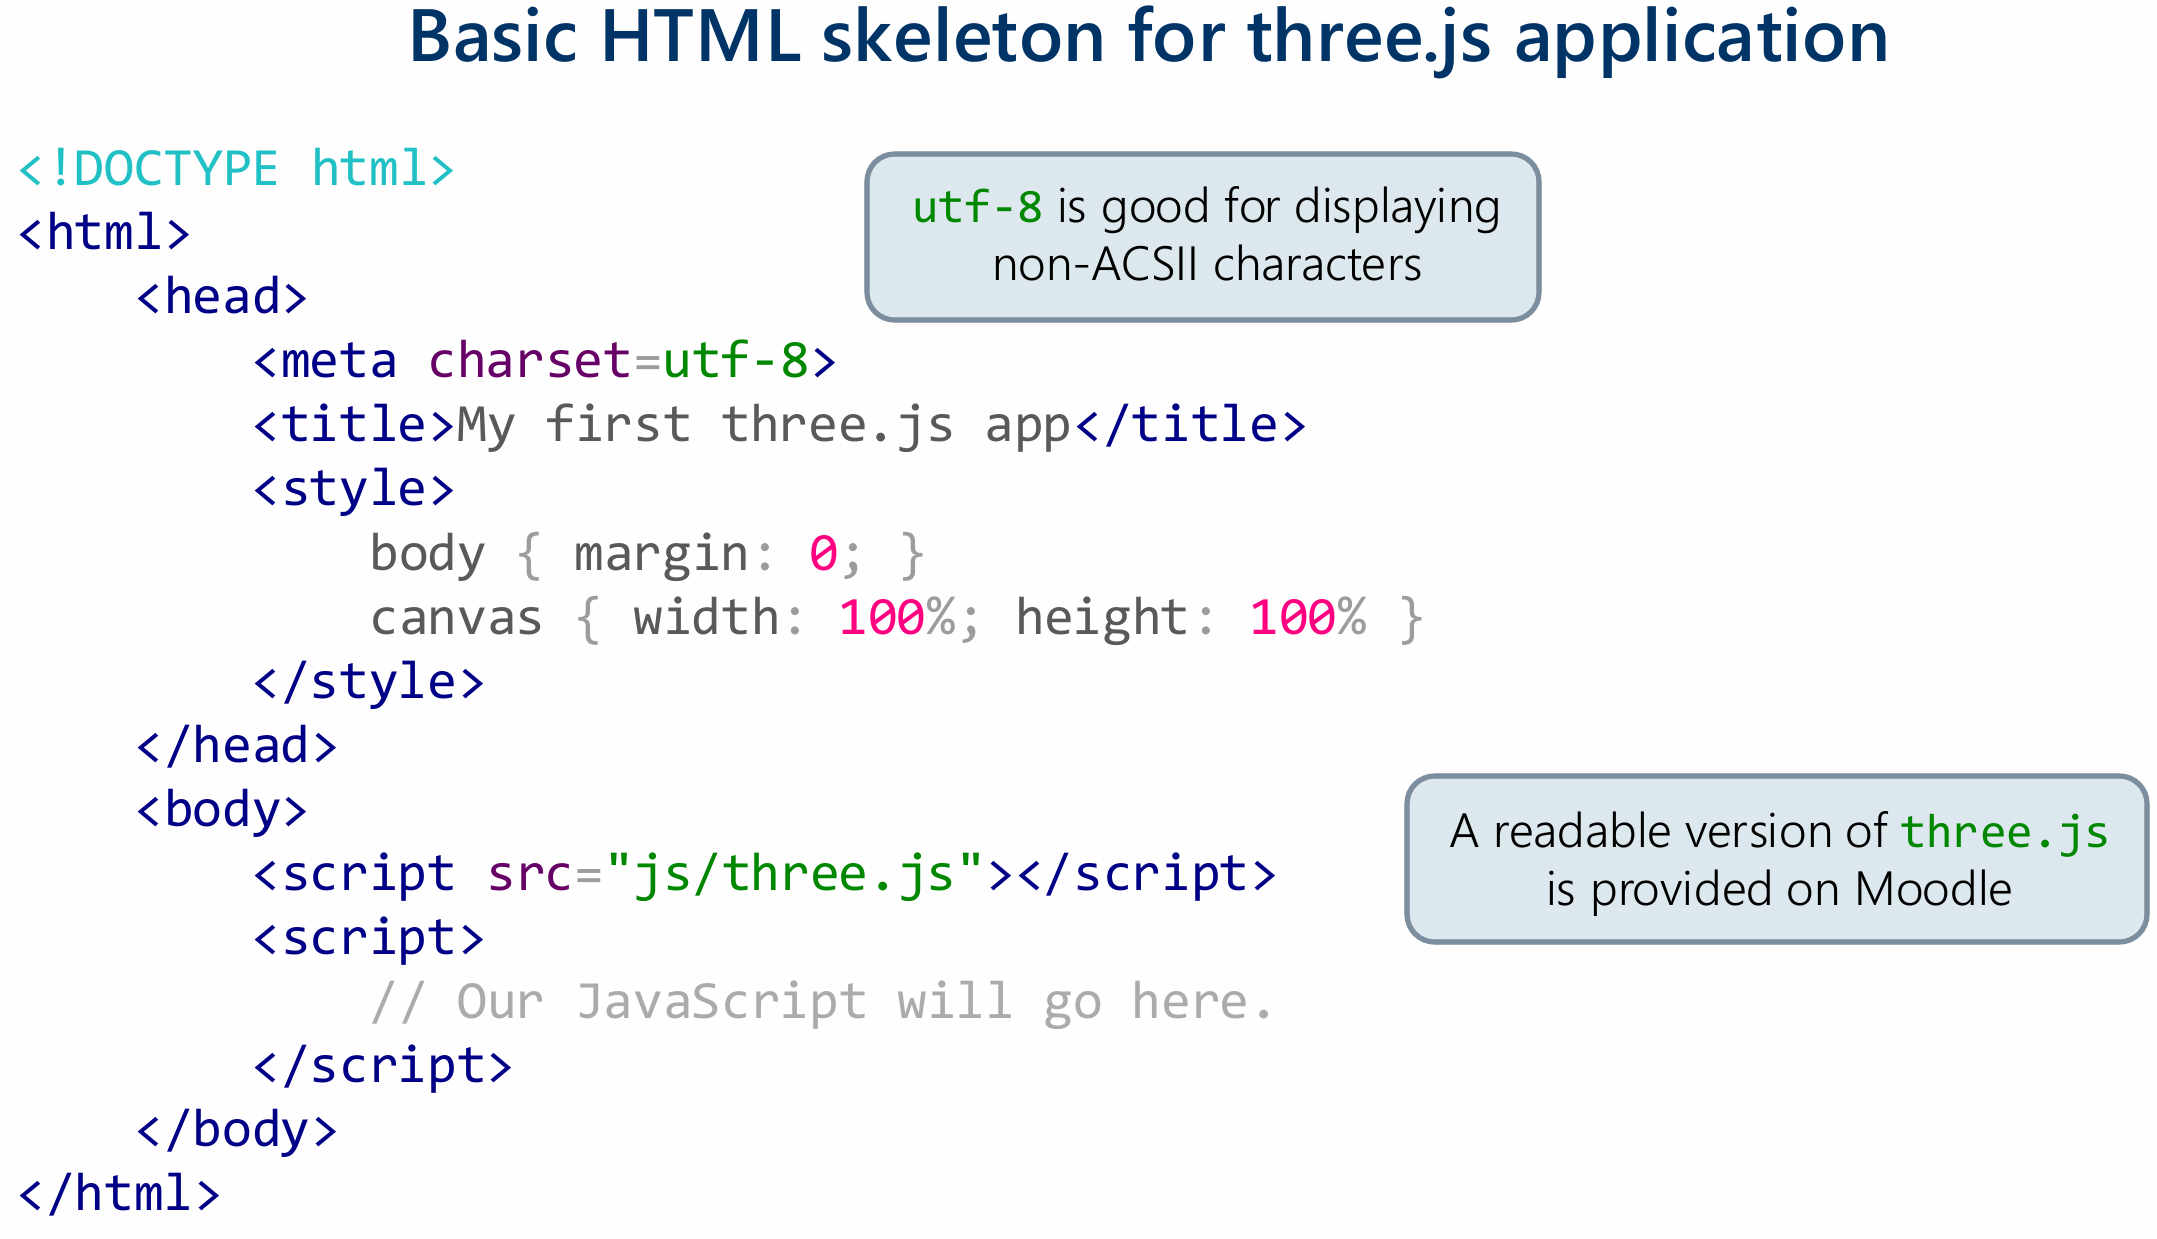 Basic HTML skeleton for three.js application
<!DOCTYPE html>
<html>
    <head>
        <meta charset=utf-8>
        <title>My first three.js app</title>
        <style>
            body { margin: 0; }
            canvas { width: 100%; height: 100% }
        </style>
    </head>
    <body>
        <script src="js/three.js"></script>
        <script>
            // Our JavaScript will go here.
        </script>
    </body>
</html>
utf-8 is good for displaying
non-ACSII characters
A readable version of three.js
is provided on Moodle